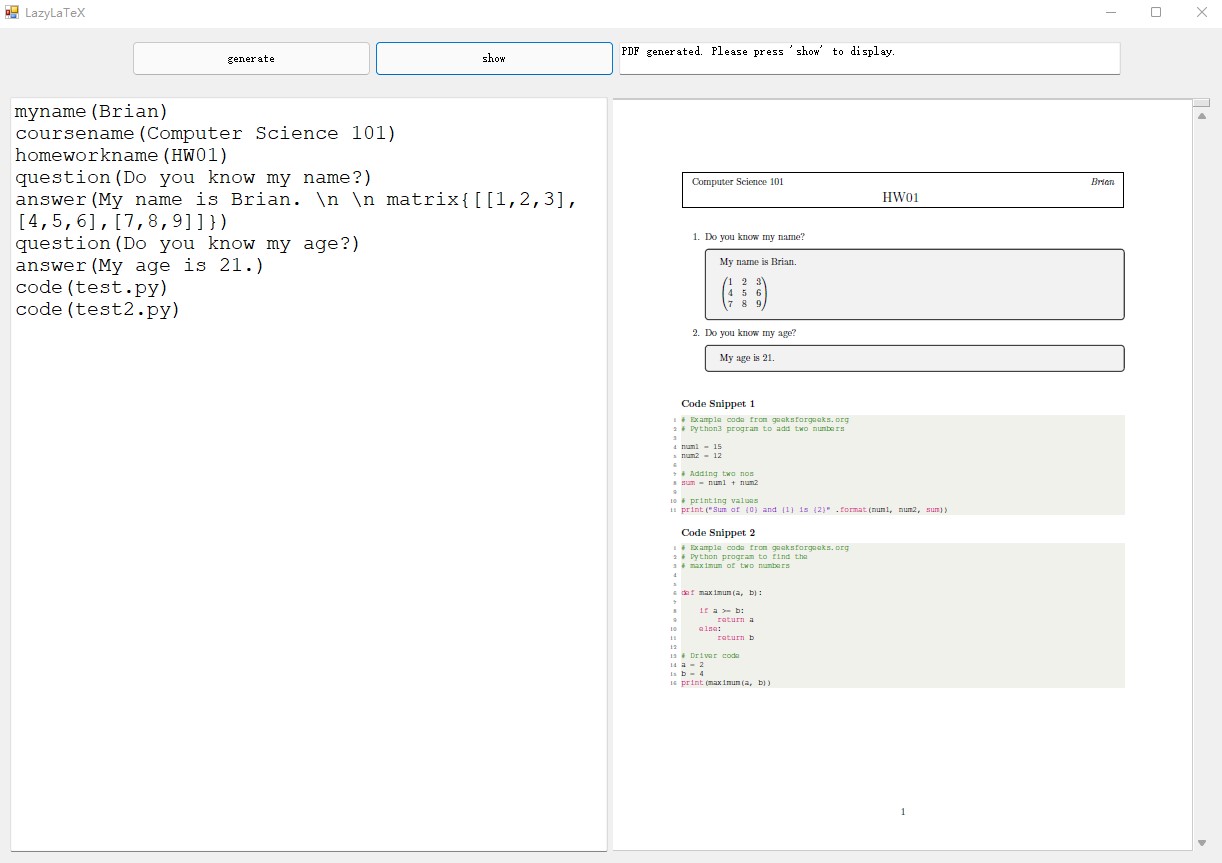 LazyLaTeX
generate
show
PDF generated. Please press 'show' to display.
myname(Brian)
coursename(Computer Science 101)
homeworkname(HW01)
question(Do you know my name?)
answer(My name is Brian. \n \n matrix{[[1,2,3],
[4,5,6],[7,8,9]]})
question(Do you know my age?)
answer(My age is 21.)
code(test.py)
code(test2.py)
Computer Science 101 Brian
HW01
1. Do you know my name?
My name is Brian.
1 2 3
4 5 6
7 8 9
2. Do you know my age?
My age is 21.
Code Snippet 1
1 # Example code from geeksforgeeks.org
2 # Python3 program to add two numbers
3
4 num1 = 15
5 num2 = 12
6
7 # Adding two nos
8 sum = num1 + num2
9
10 # printing values
11 print("Sum of {0} and {1} is {2}" .format(num1, num2, sum))
Code Snippet 2
1 # Example code from geeksforgeeks.org
2 # Python program to find the
3 # maximum of two numbers
4
5
6 def maximum(a, b):
7
8 if a >= b:
9 return a
10 else:
11 return b
12
13 # Driver code
14 a = 2
15 b = 4
16 print(maximum(a, b))
1